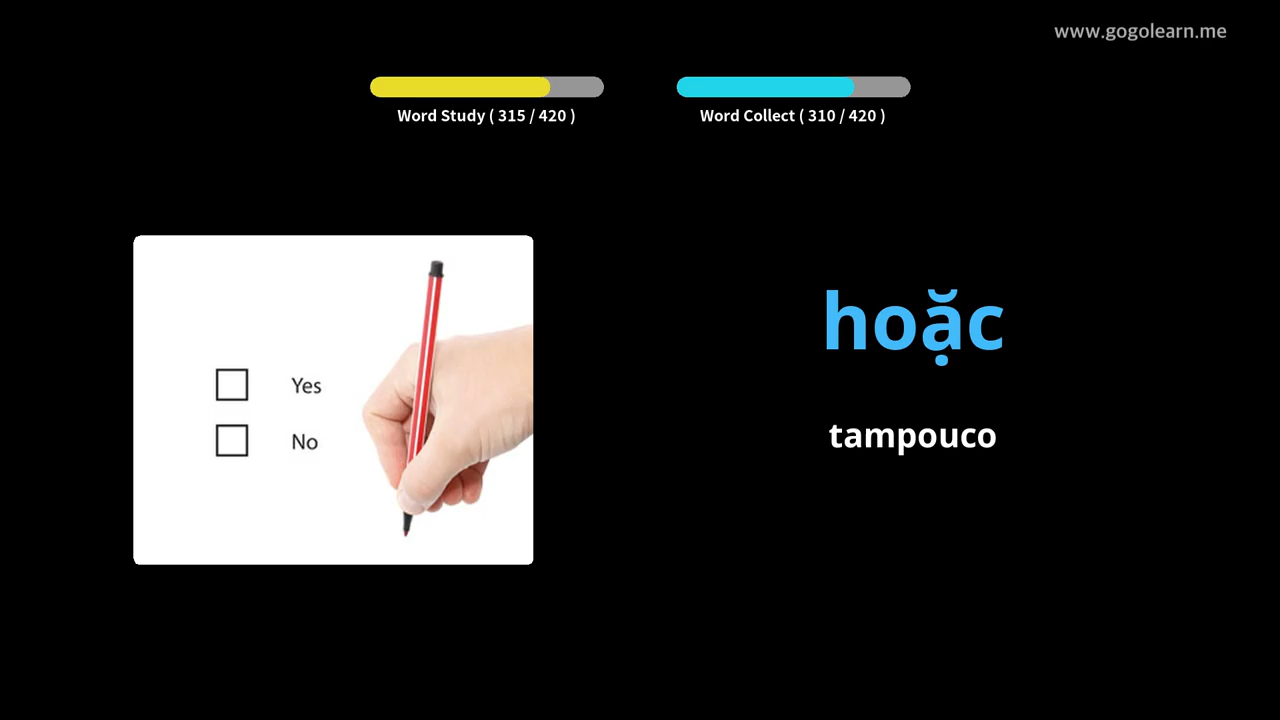 www.gogolearn.me
Word Study ( 315 / 420 )
Word Collect ( 310 / 420 )
Yes
No
hoặc
tampouco